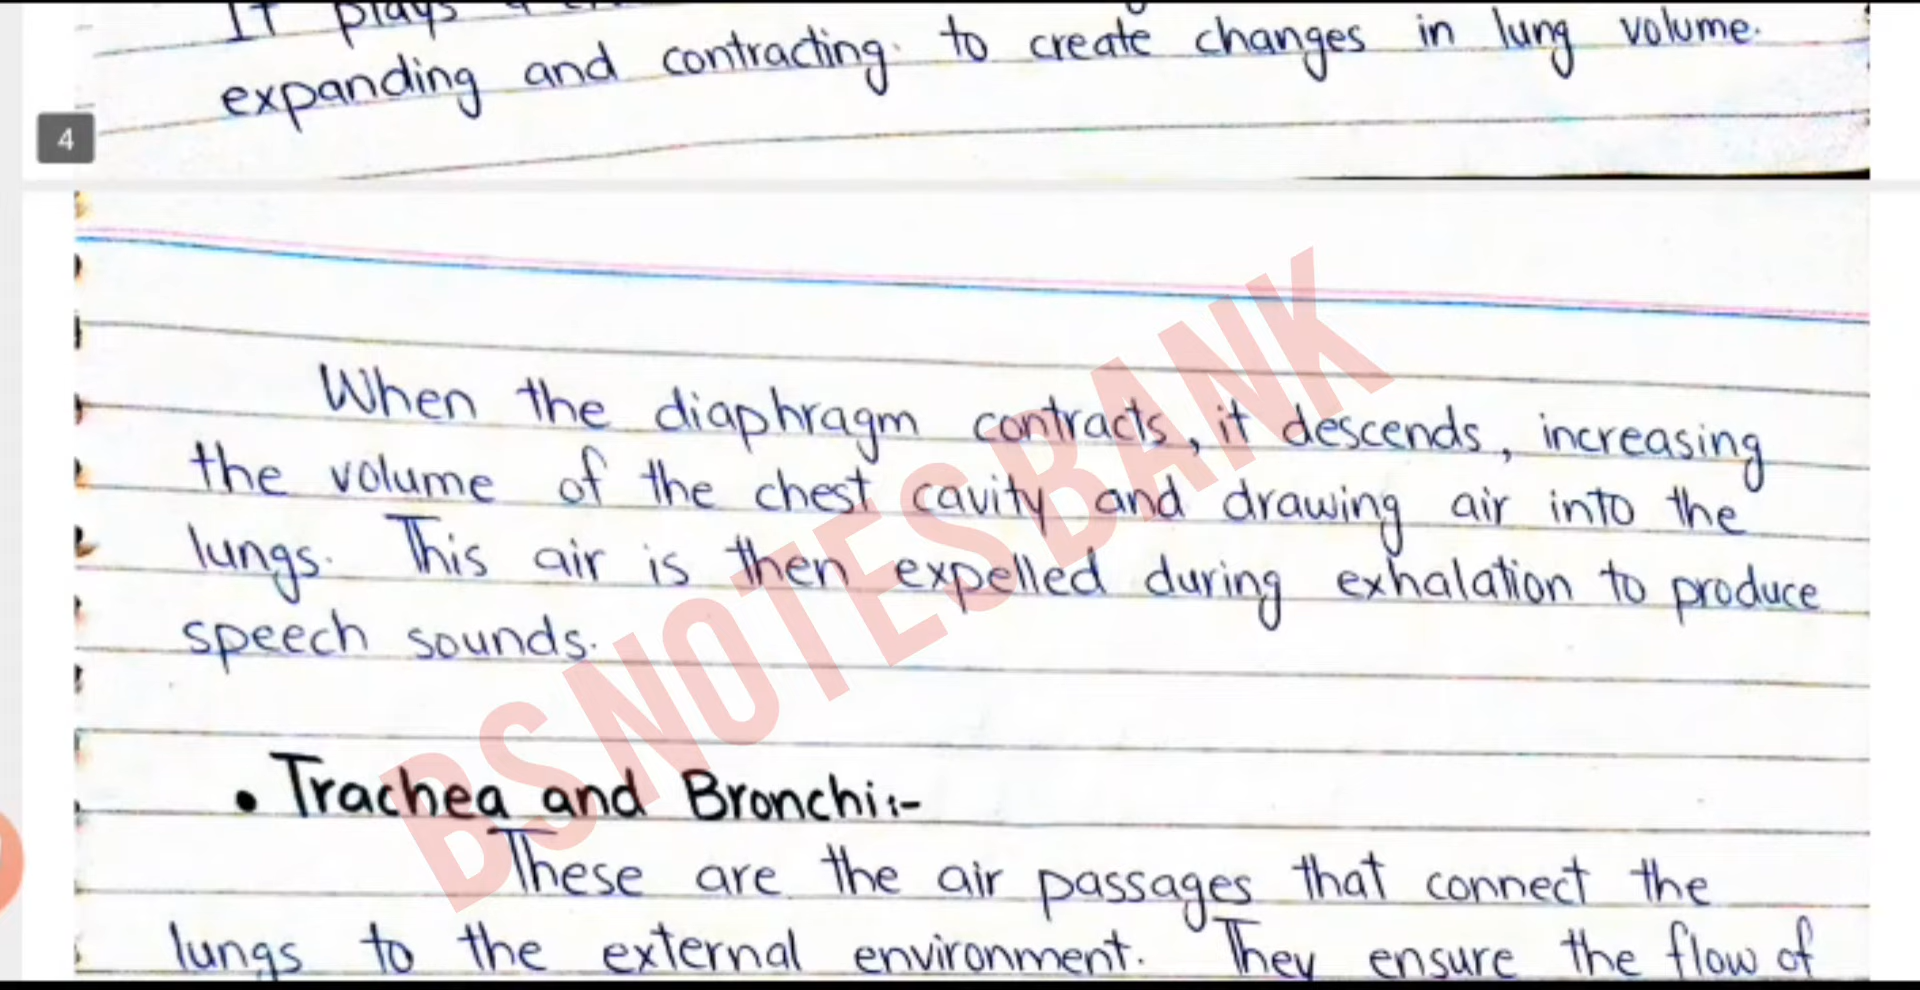 It plays a
expanding and contracting to create changes in lung volume.
4
When the diaphragm contracts, it descends, increasing
the volume of the chest cavity and drawing air into the
lungs. This air is then expelled during exhalation to produce
speech sounds.
• Trachea and Bronchi:-
These are the air passages that connect the
lungs to the external environment. They ensure the flow of
BSNOTESBANK